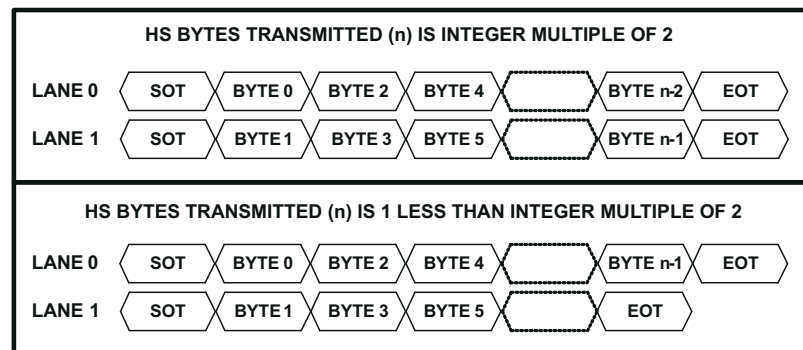 HS BYTES TRANSMITTED (n) IS INTEGER MULTIPLE OF 2
LANE 0 SOT BYTE 0 BYTE 2 BYTE 4 BYTE n-2 EOT
LANE 1 SOT BYTE 1 BYTE 3 BYTE 5 BYTE n-1 EOT
HS BYTES TRANSMITTED (n) IS 1 LESS THAN INTEGER MULTIPLE OF 2
LANE 0 SOT BYTE 0 BYTE 2 BYTE 4 BYTE n-1 EOT
LANE 1 SOT BYTE 1 BYTE 3 BYTE 5 EOT